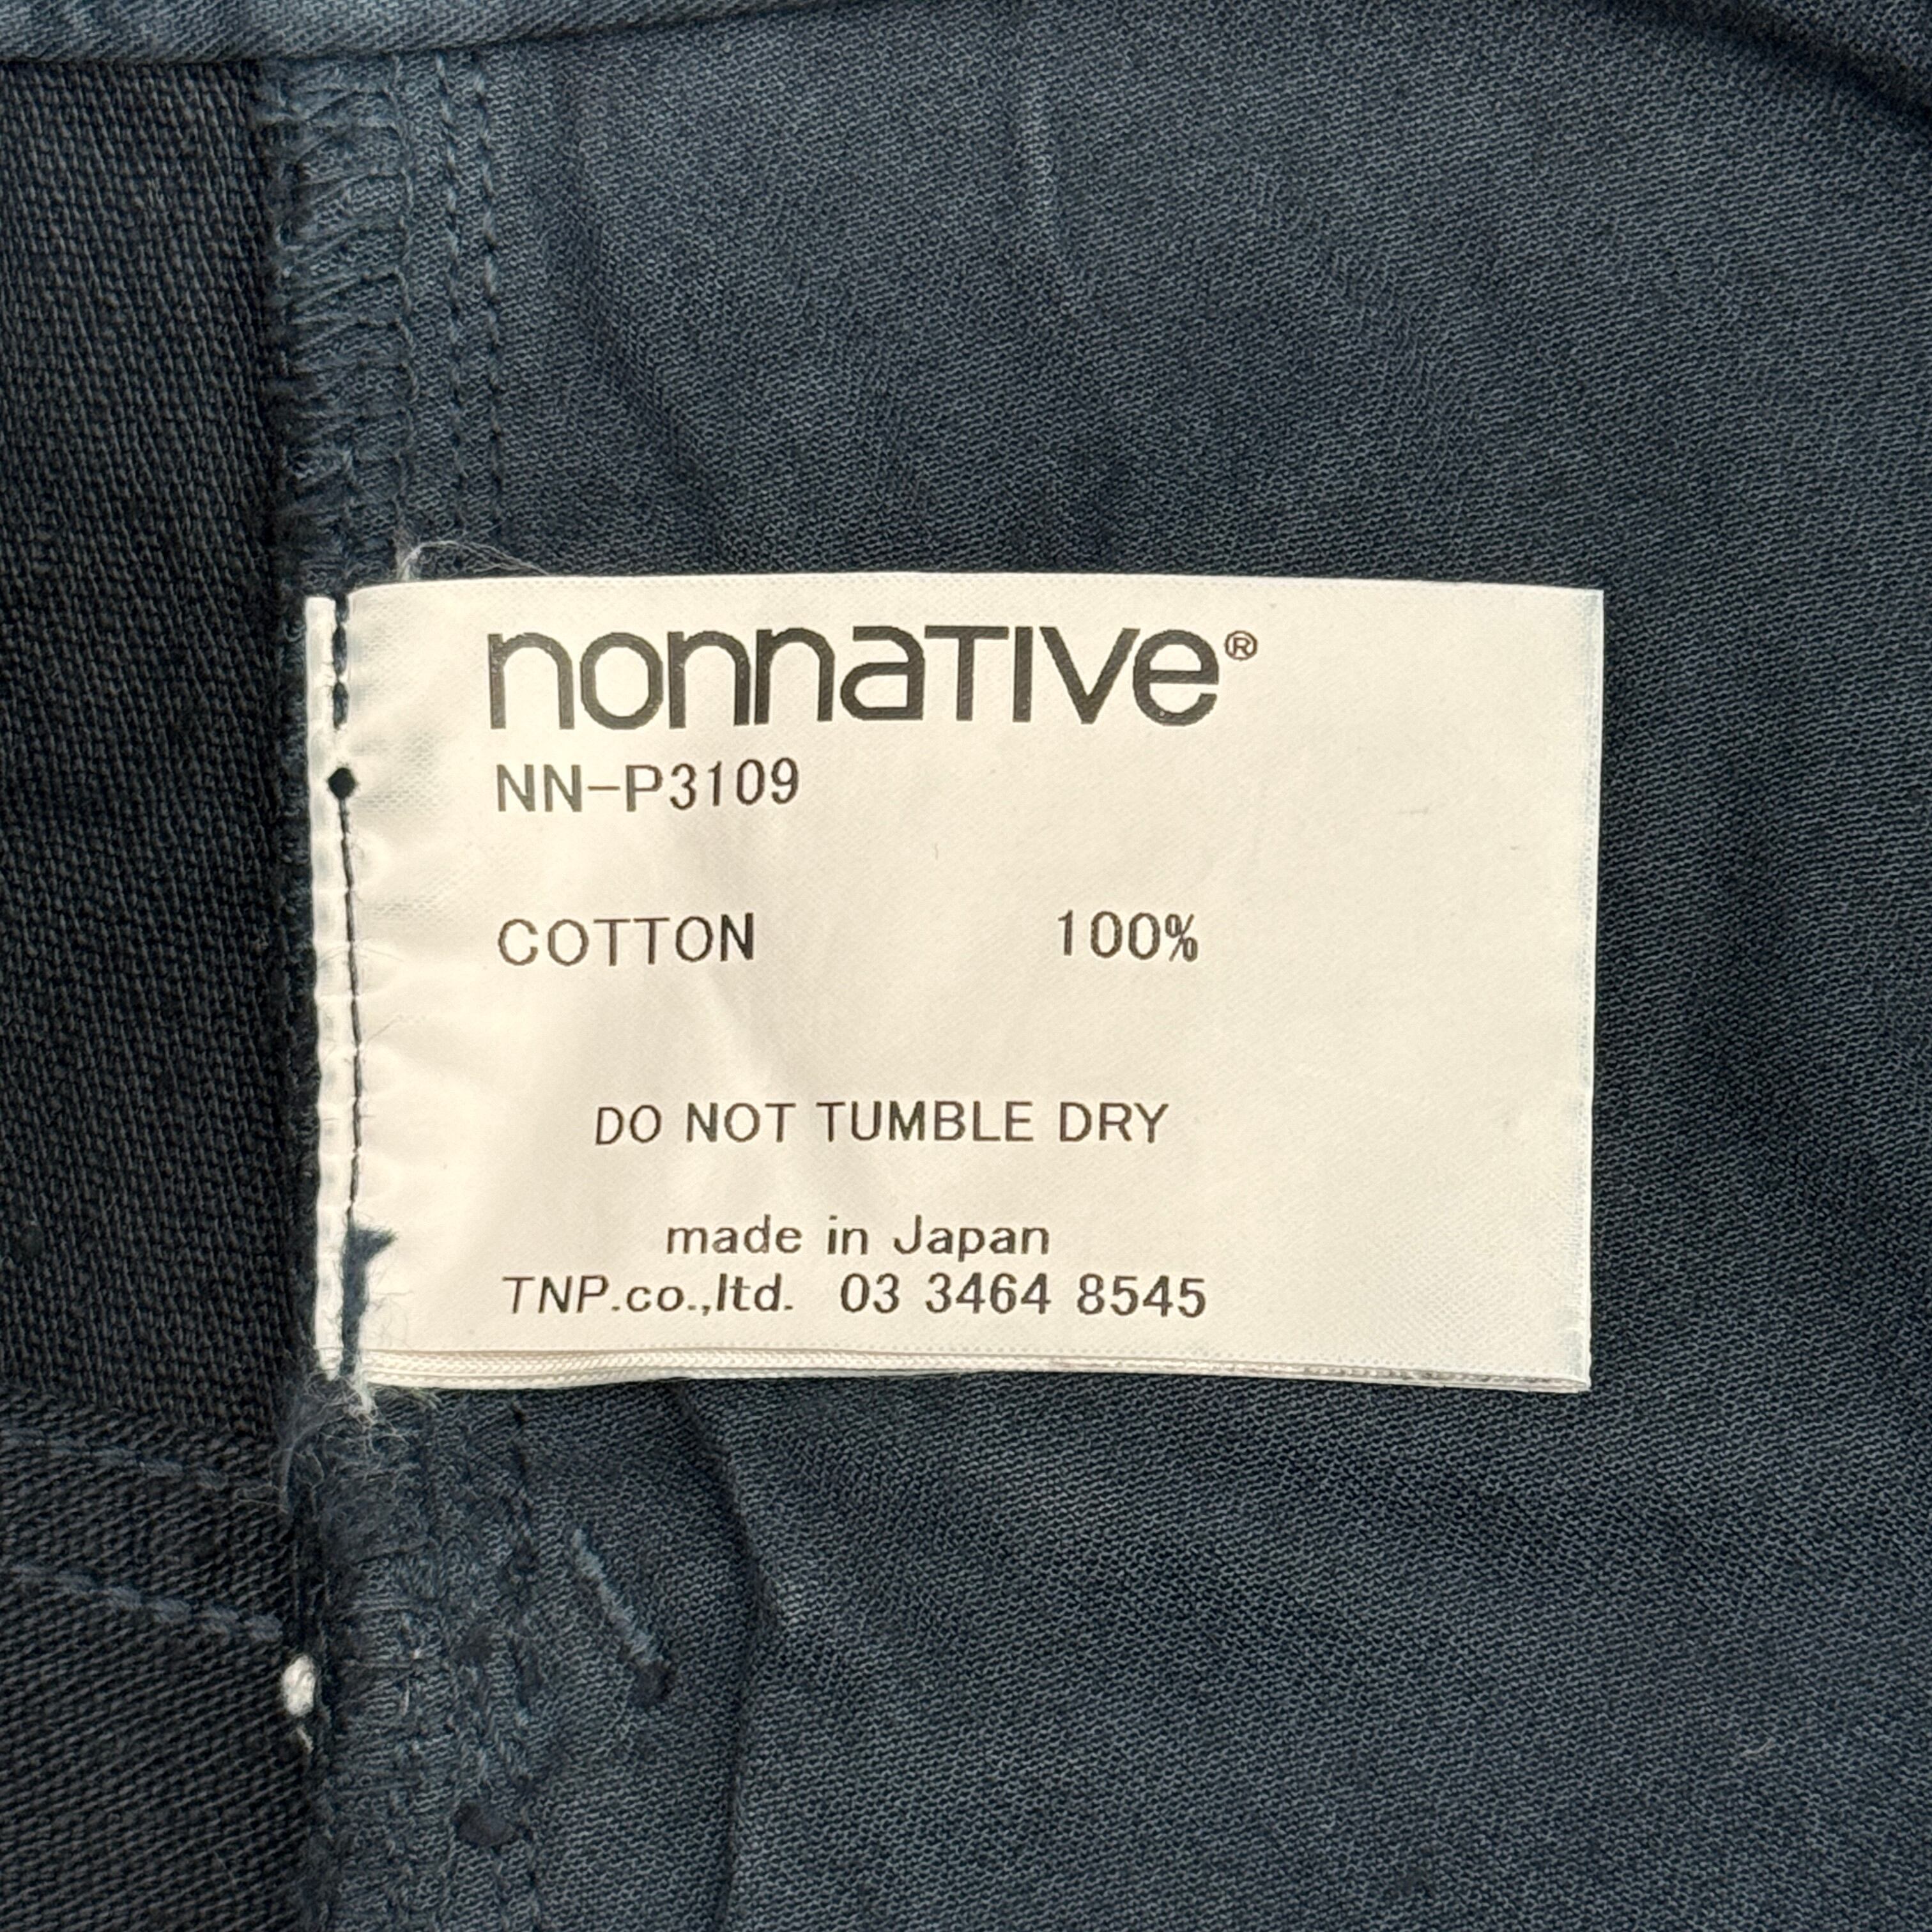 nonnaTIVe®
NN-P3109
COTTON 100%
DO NOT TUMBLE DRY
made in Japan
TNP.co.,ltd. 03 3464 8545